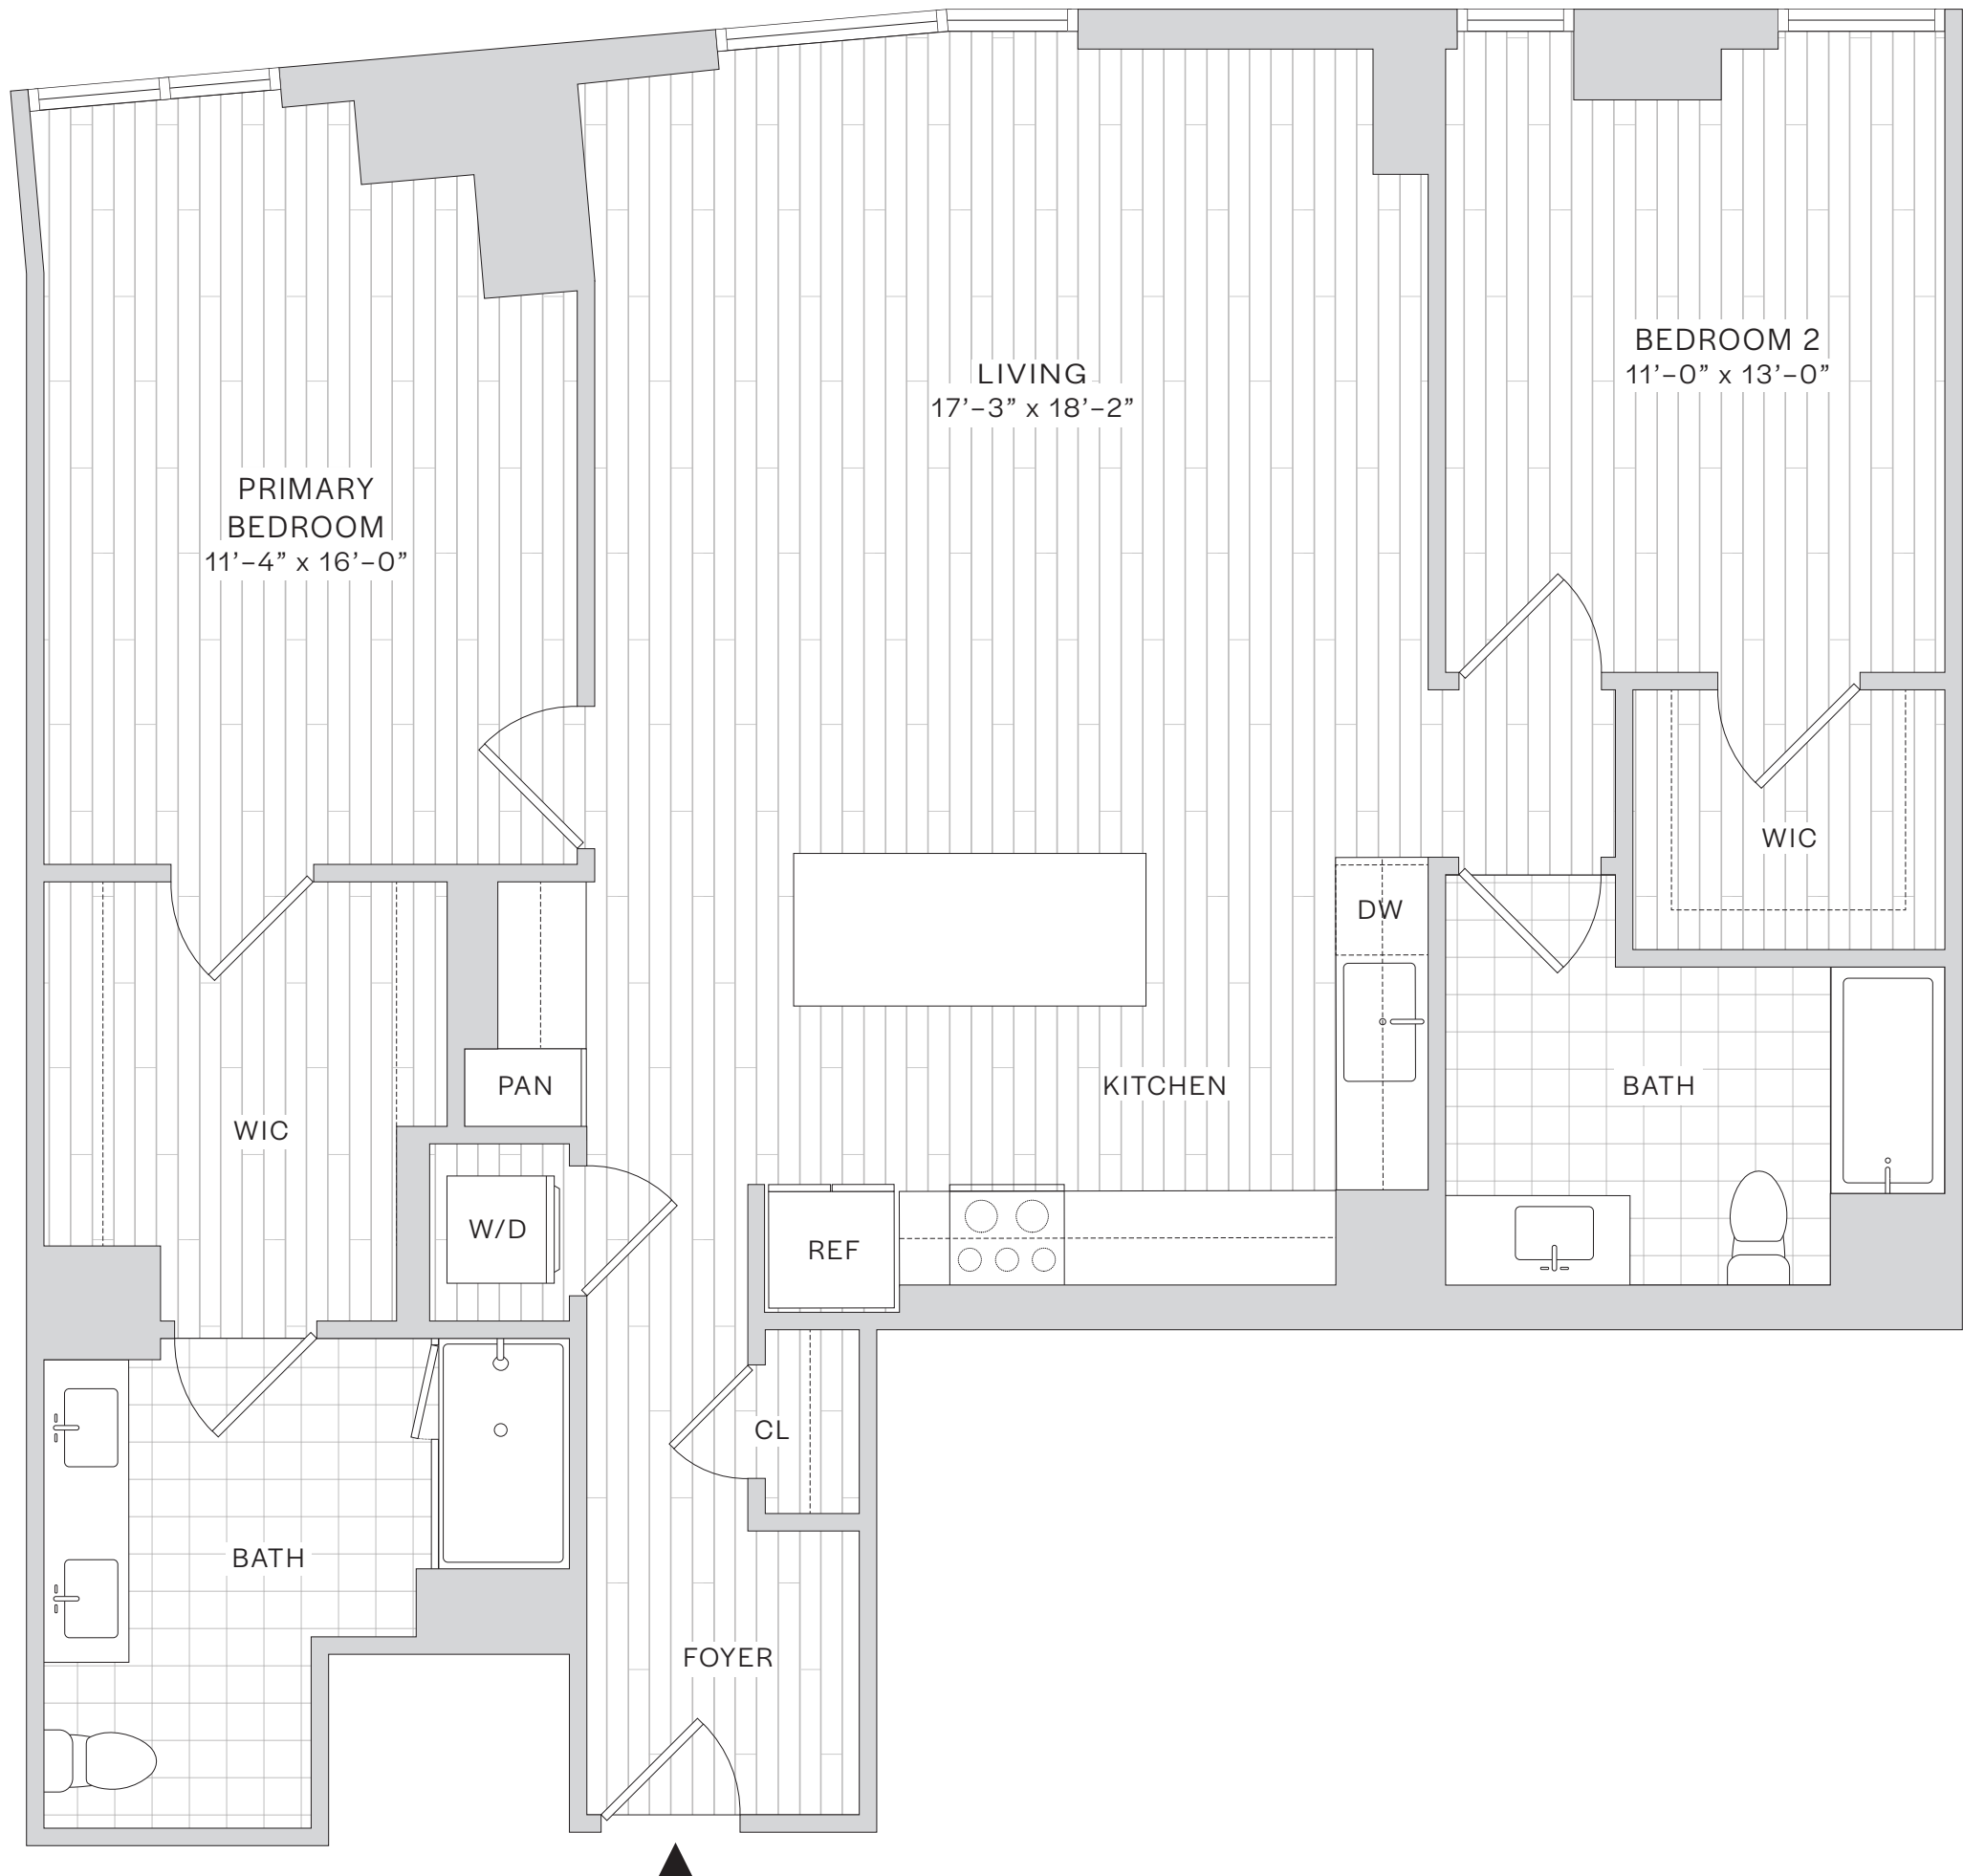 BEDROOM 2
11’–0” x 13’–0”
LIVING
17’–3” x 18’–2”
PRIMARY
BEDROOM
11’–4” x 16’–0”
WIC
DW
PAN
KITCHEN
BATH
WIC
W/D
REF
CL
BATH
FOYER